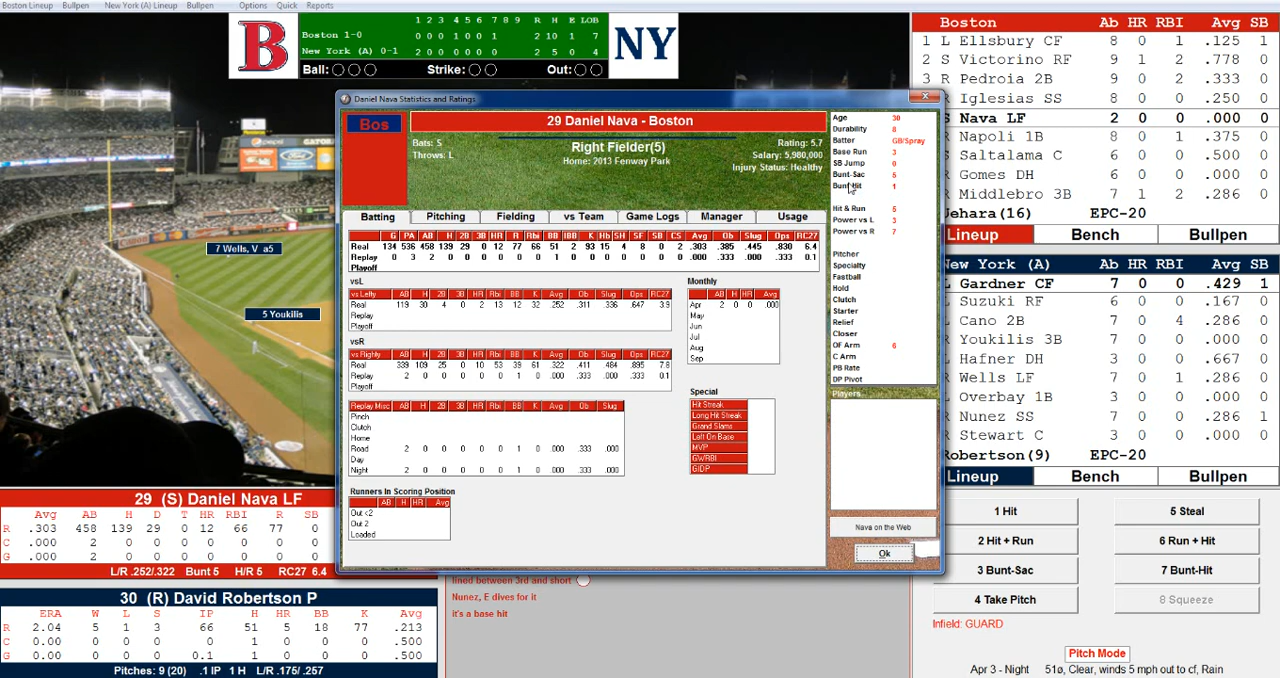 Boston Lineup Bullpen New York (A) Lineup Bullpen Options Quick Reports
B
1 2 3 4 5 6 7 8 9 R H E LOB
Boston 1-0 0 0 0 1 0 0 1 2 10 1 7
New York (A) 0-1 2 0 0 0 0 0 0 2 5 0 4
Ball: Strike: Out:
NY
7 Wells, V a5
5 Youkilis
Boston Ab HR RBI Avg SB
1 L Ellsbury CF 8 0 1 .125 1
2 S Victorino RF 9 1 2 .778 0
3 R Pedroia 2B 9 0 2 .333 0
R Iglesias SS 8 0 0 .250 0
S Nava LF 2 0 0 .000 0
R Napoli 1B 8 0 1 .375 0
S Saltalama C 6 0 0 .500 0
R Gomes DH 6 0 0 .333 0
L Middlebro 3B 7 1 2 .286 0
Uehara(16) EPC-20
Lineup Bench Bullpen
New York (A) Ab HR RBI Avg SB
L Gardner CF 7 0 0 .429 1
L Suzuki RF 6 0 0 .167 0
L Cano 2B 7 0 4 .286 0
R Youkilis 3B 7 0 0 .000 0
L Hafner DH 3 0 0 .667 0
R Wells LF 7 0 1 .286 0
L Overbay 1B 3 0 0 .000 0
R Nunez SS 7 0 0 .286 1
R Stewart C 3 0 0 .000 0
Robertson(9) EPC-20
Lineup Bench Bullpen
1 Hit 5 Steal
2 Hit + Run 6 Run + Hit
3 Bunt-Sac 7 Bunt-Hit
4 Take Pitch 8 Squeeze
Infield: GUARD
Pitch Mode
Apr 3 - Night 51ø, Clear, winds 5 mph out to cf, Rain
Daniel Nava Statistics and Ratings
Bos
29 Daniel Nava - Boston
Bats: S
Throws: L
Right Fielder(5)
Home: 2013 Fenway Park
Rating: 5.7
Salary: 5,980,000
Injury Status: Healthy
Batting Pitching Fielding vs Team Game Logs Manager Usage
G PA AB H 2B 3B HR R Rbi BB IBB K Hb SH SF SB CS Avg Ob Slug Ops RC27
Real 134 536 458 139 29 0 12 77 66 51 2 93 15 4 8 0 2 .303 .385 .445 .830 6.4
Replay 0 3 2 0 0 0 0 0 0 1 0 0 0 0 0 0 0 .000 .333 .000 .333 0.1
Playoff
vsL
vs Lefty AB H 2B 3B HR Rbi BB K Avg Ob Slug Ops RC27
Real 119 30 4 0 2 13 12 32 .252 .311 .336 .647 3.9
Replay
Playoff
vsR
vs Righty AB H 2B 3B HR Rbi BB K Avg Ob Slug Ops RC27
Real 339 109 25 0 10 53 39 61 .322 .411 .484 .895 7.8
Replay 2 0 0 0 0 0 1 0 .000 .333 .000 .333 0.1
Playoff
Monthly
AB H HR Avg
Apr 2 0 0 .000
May
Jun
Jul
Aug
Sep
Replay Misc AB H 2B 3B HR Rbi BB K Avg Ob Slug
Pinch
Clutch
Home
Road 2 0 0 0 0 0 1 0 .000 .333 .000
Day
Night 2 0 0 0 0 0 1 0 .000 .333 .000
Special
Hit Streak
Long Hit Streak
Grand Slams
Left On Base
MVP
GWRBI
GIDP
Runners In Scoring Position
AB H HR Avg
Out <2
Out 2
Loaded
Age 30
Durability 8
Batter GB/Spray
Base Run 3
SB Jump 0
Bunt-Sac 5
Bunt-Hit 1
Hit & Run 5
Power vs L 3
Power vs R 7
Pitcher
Specialty
Fastball
Hold
Clutch
Starter
Relief
Closer
OF Arm 6
C Arm
PB Rate
DP Pivot
Players
Nava on the Web
Ok
29 (S) Daniel Nava LF
Avg AB H D T HR RBI R SB
R .303 458 139 29 0 12 66 77 0
C .000 2 0 0 0 0 0 0 0
G .000 2 0 0 0 0 0 0 0
L/R .252/.322 Bunt 5 H/R 5 RC27 6.4
30 (R) David Robertson P
ERA W L S IP H HR BB K Avg
R 2.04 5 1 3 66 51 5 18 77 .213
C 0.00 0 0 0 0 1 0 0 0 .500
G 0.00 0 0 0 0.1 1 0 0 0 .500
Pitches: 9 (20) .1 IP 1 H L/R .175/ .257
lined between 3rd and short
Nunez, E dives for it
it's a base hit